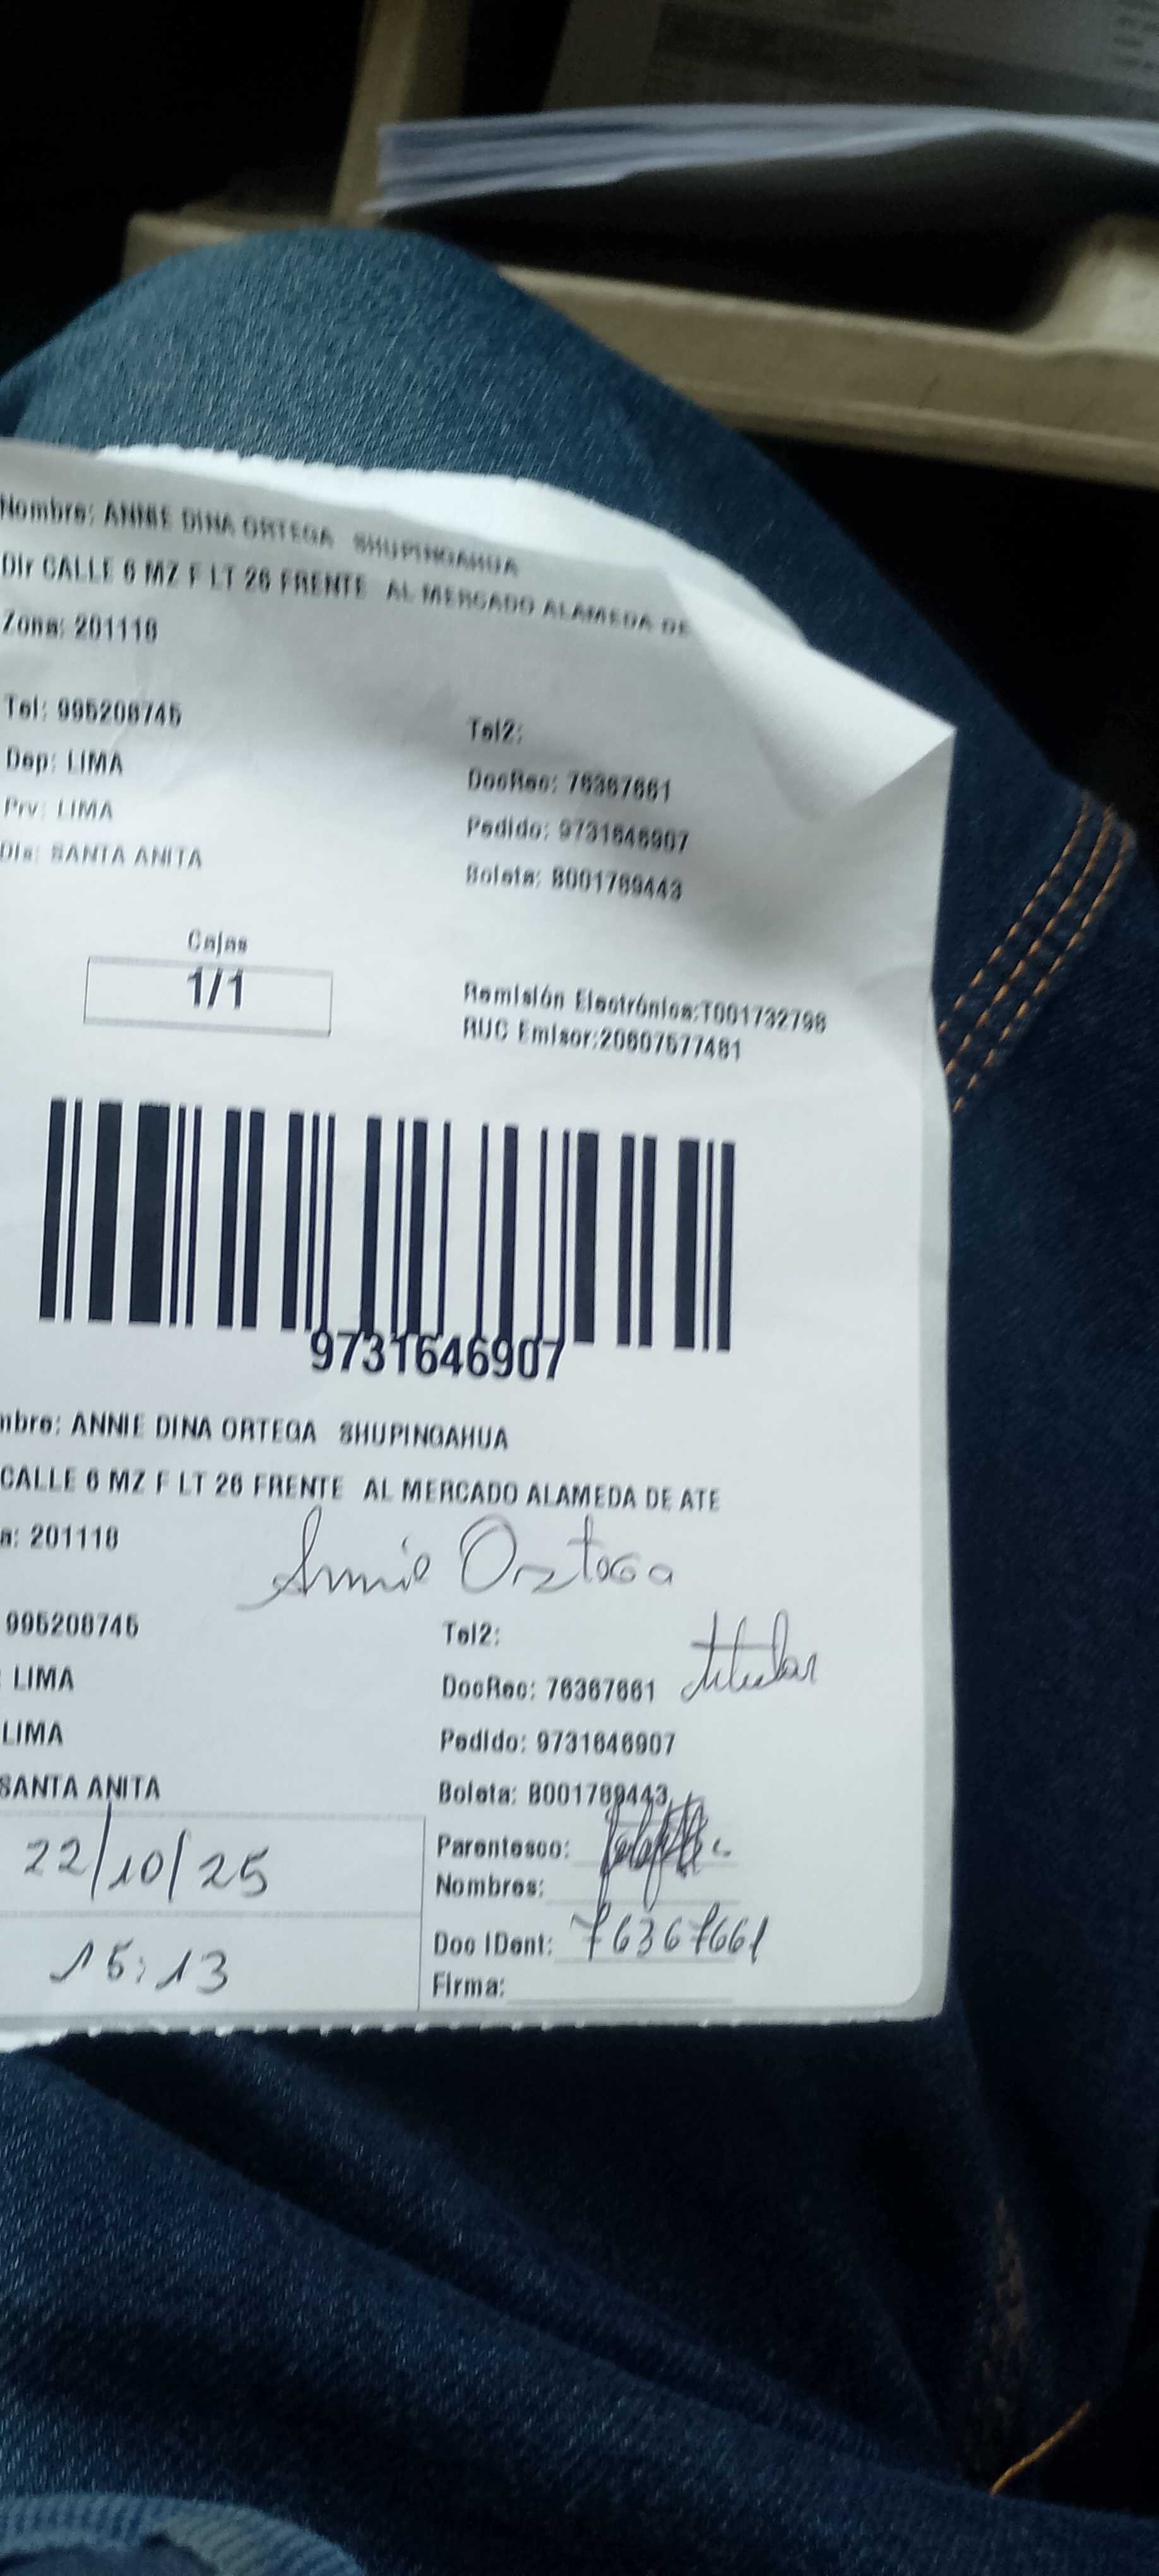 Nombre: ANNIE DINA ORTEGA SHUPINGAHUA
Dir CALLE 6 MZ F LT 26 FRENTE AL MERCADO ALAMEDA DE
Zona: 201118
Tel: 995208745
Tel2:
Dep: LIMA
DocRec: 76367661
Prv: LIMA
Pedido: 9731646907
Dis: SANTA ANITA
Boleta: B001789443
Cajas
1/1
Remisión Electrónica:T001732798
RUC Emisor:20607577481
9731646907
mbre: ANNIE DINA ORTEGA SHUPINGAHUA
CALLE 6 MZ F LT 26 FRENTE AL MERCADO ALAMEDA DE ATE
a: 201118
Annie Ortega
995208745
Tel2:
titular
LIMA
DocRec: 76367661
LIMA
Pedido: 9731646907
SANTA ANITA
Boleta: B001789443
22/10/25
Parentesco:
Nombres:
15:13
Doc IDent: 76367661
Firma: